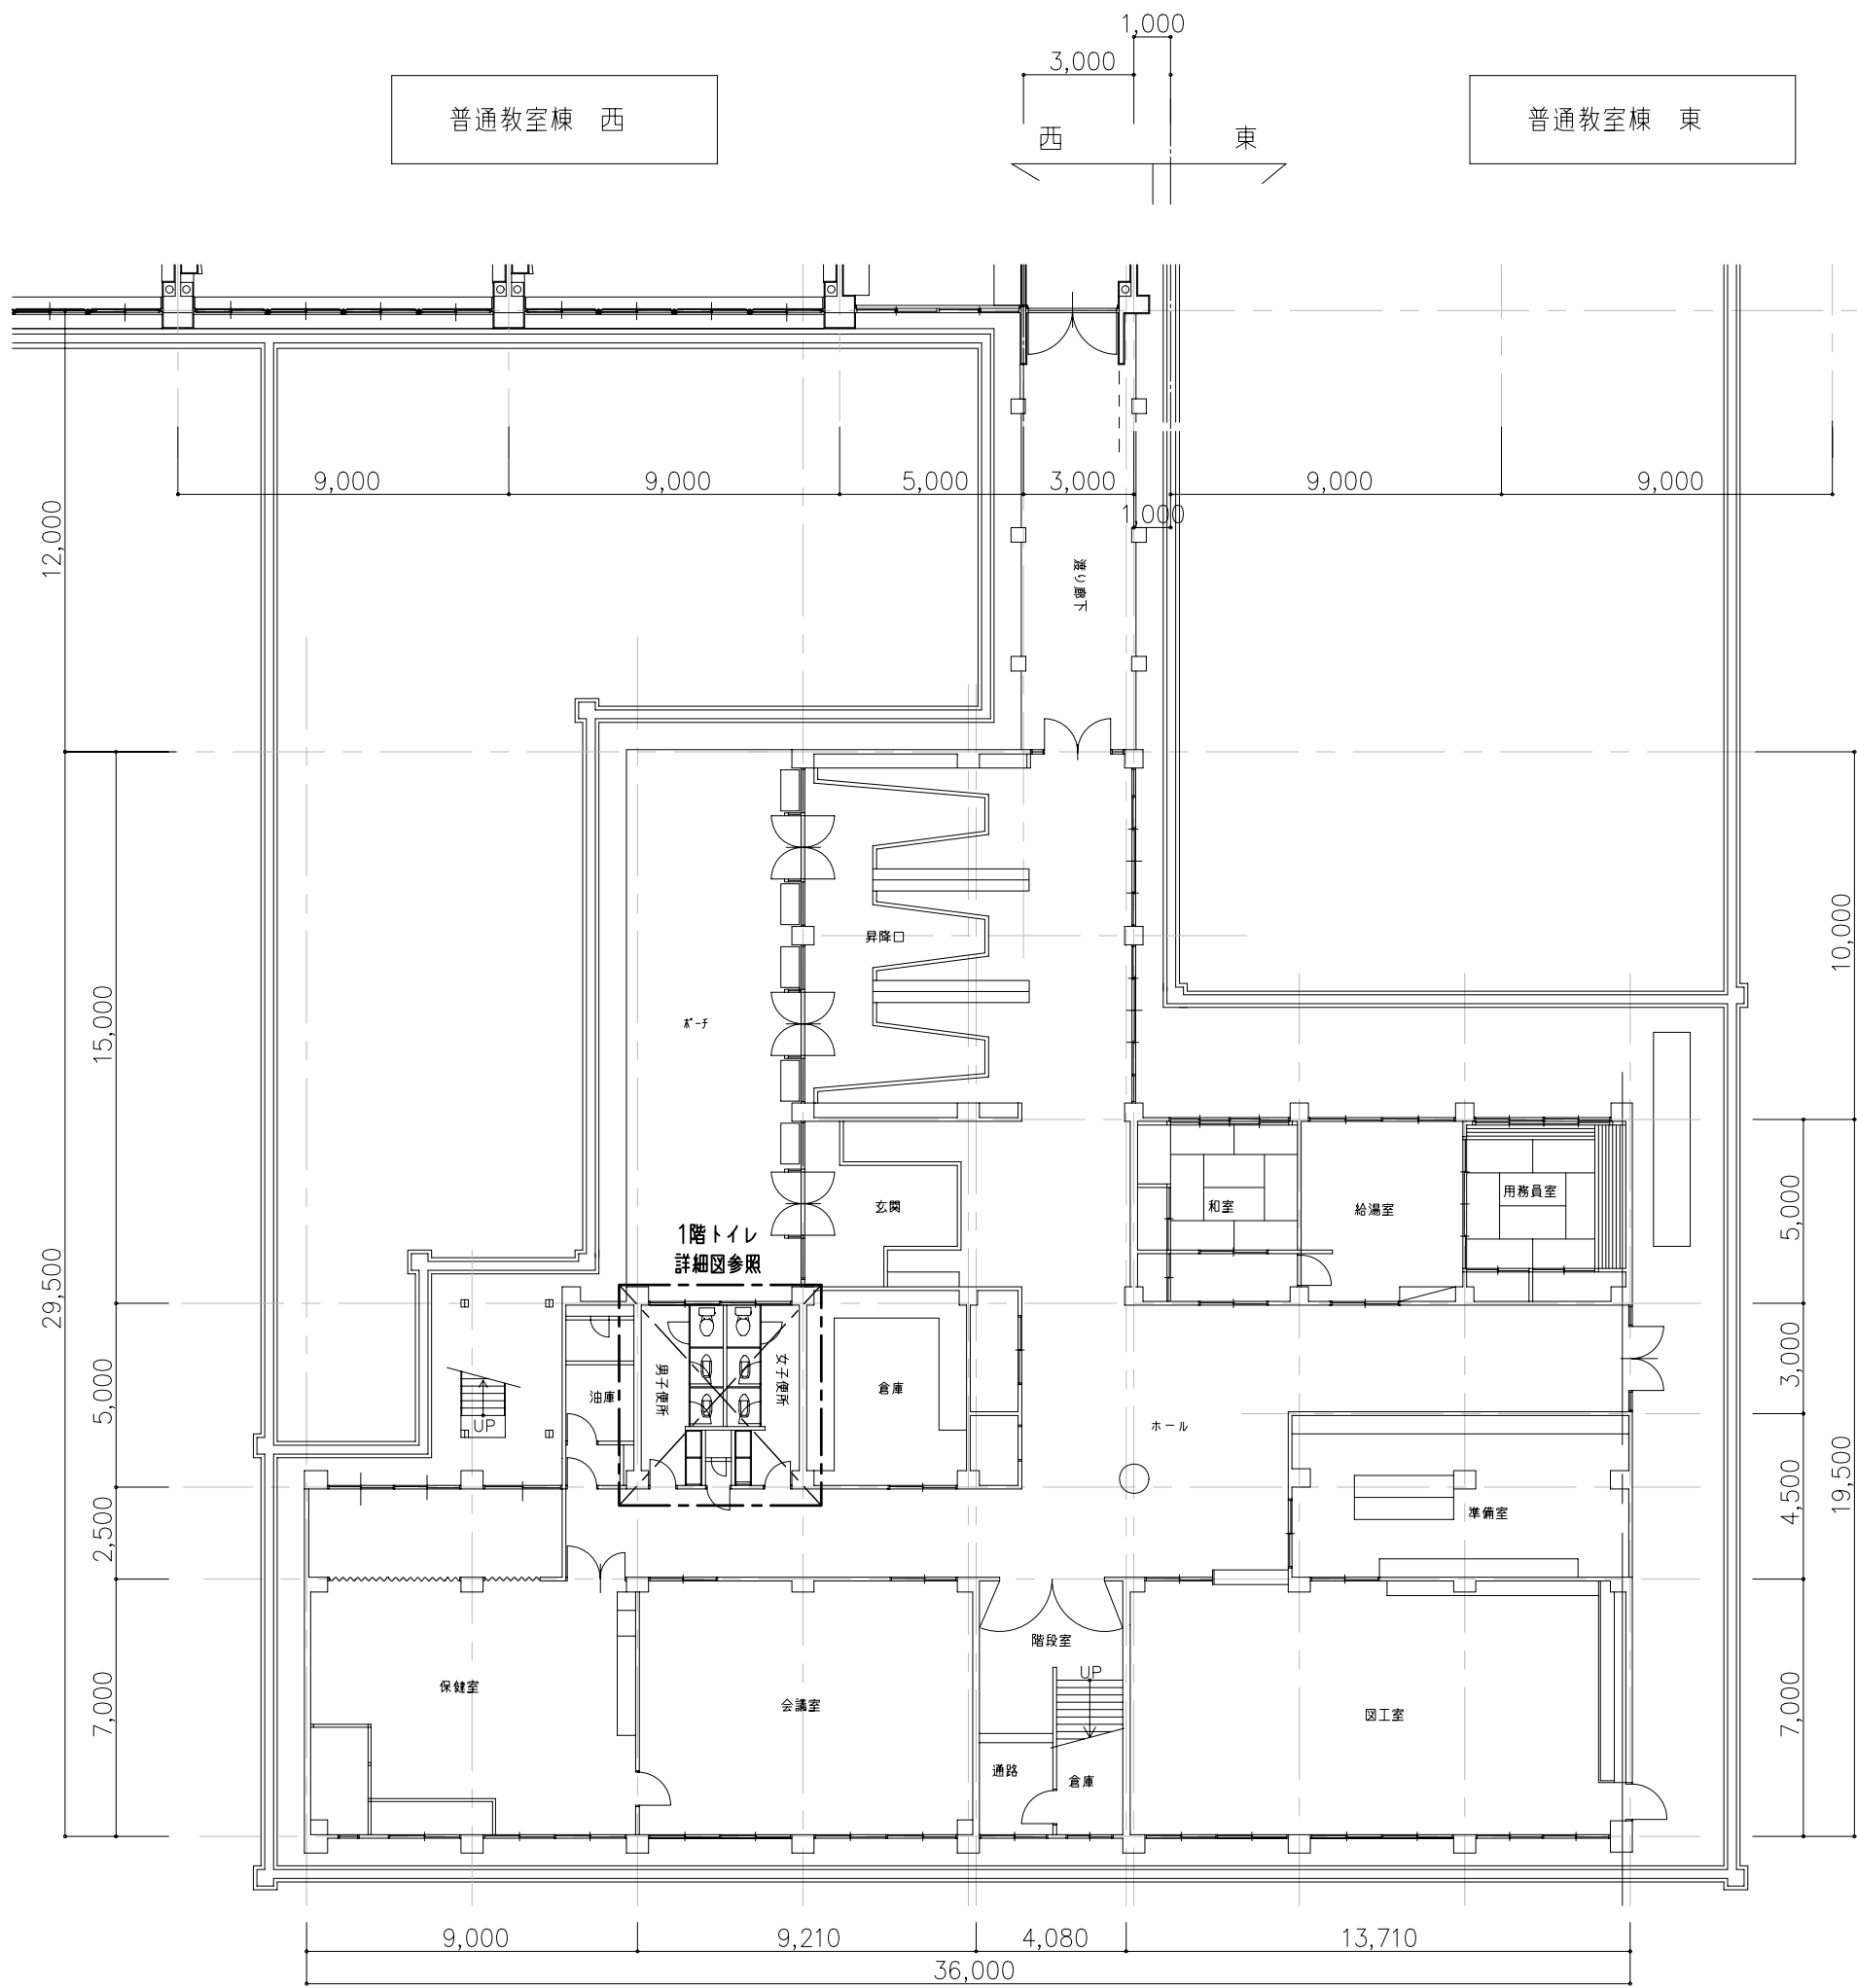 1,000
3,000
普通教室棟　西
西　東
普通教室棟　東
9,000
9,000
5,000
3,000
9,000
9,000
1,000
12,000
渡り廊下
昇降口
ポーチ
10,000
15,000
玄関
和室
給湯室
用務員室
5,000
1階トイレ
詳細図参照
29,500
男子便所
女子便所
油庫
倉庫
UP
5,000
3,000
ホール
準備室
4,500
19,500
2,500
階段室
UP
保健室
会議室
図工室
7,000
7,000
通路
倉庫
9,000
9,210
4,080
13,710
36,000